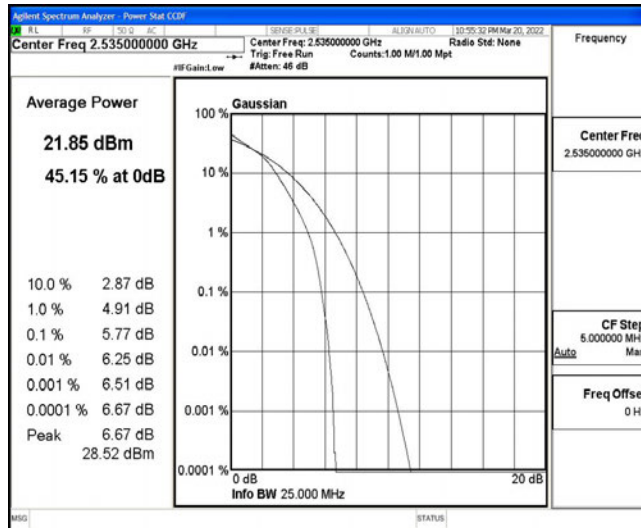 Agilent Spectrum Analyzer - Power Stat CCDF
RL RF 50 Ω AC SENSE:PULSE ALIGN AUTO 10:55:32 PM Mar 20, 2022
Center Freq 2.535000000 GHz
Center Freq: 2.535000000 GHz Radio Std: None
Trig: Free Run Counts:1.00 M/1.00 Mpt
#IFGain:Low #Atten: 46 dB
Frequency
Average Power
21.85 dBm
45.15 % at 0dB
10.0 % 2.87 dB
1.0 % 4.91 dB
0.1 % 5.77 dB
0.01 % 6.25 dB
0.001 % 6.51 dB
0.0001 % 6.67 dB
Peak 6.67 dB
28.52 dBm
Gaussian
100 %
10 %
1 %
0.1 %
0.01 %
0.001 %
0.0001 %
0 dB 20 dB
Info BW 25.000 MHz
Center Freq
2.535000000 GH
CF Step
5.000000 MH
Auto Ma
Freq Offse
0 H
MSG STATUS